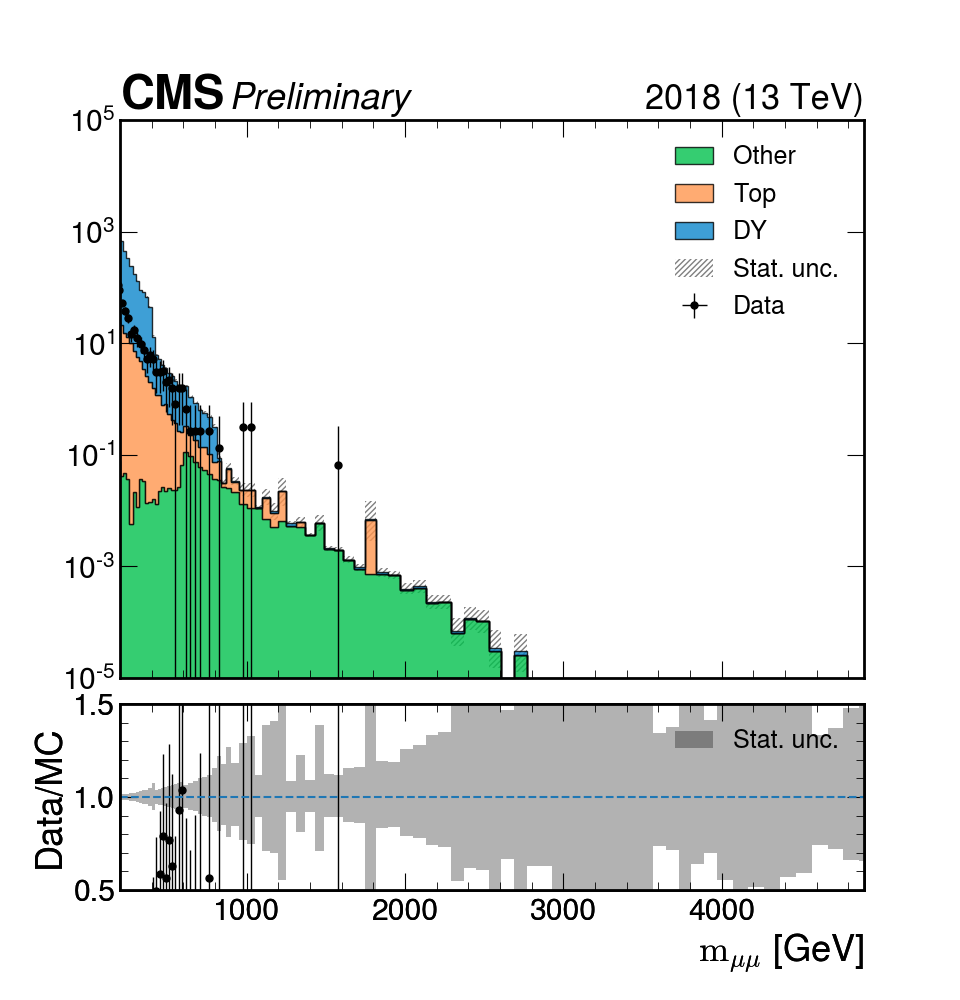 CMS Preliminary 2018 (13 TeV)
10^5
Other
Top
10^3
DY
Stat. unc.
Data
10^1
10^-1
10^-3
10^-5
1.5
Stat. unc.
1.0
0.5
Data/MC
1000 2000 3000 4000
m_μμ [GeV]